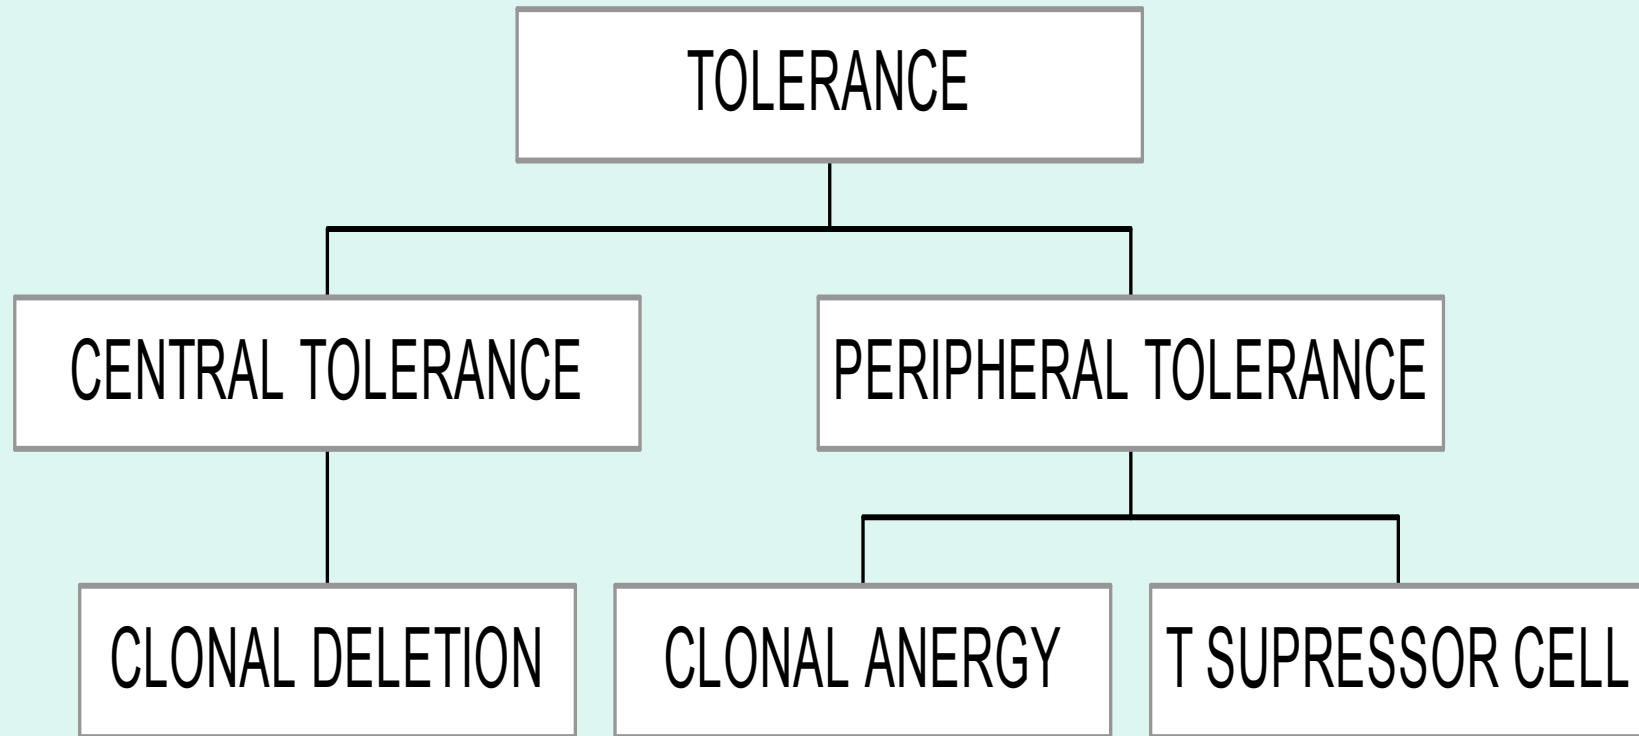 TOLERANCE
CENTRAL TOLERANCE
PERIPHERAL TOLERANCE
CLONAL DELETION
CLONAL ANERGY
T SUPRESSOR CELL